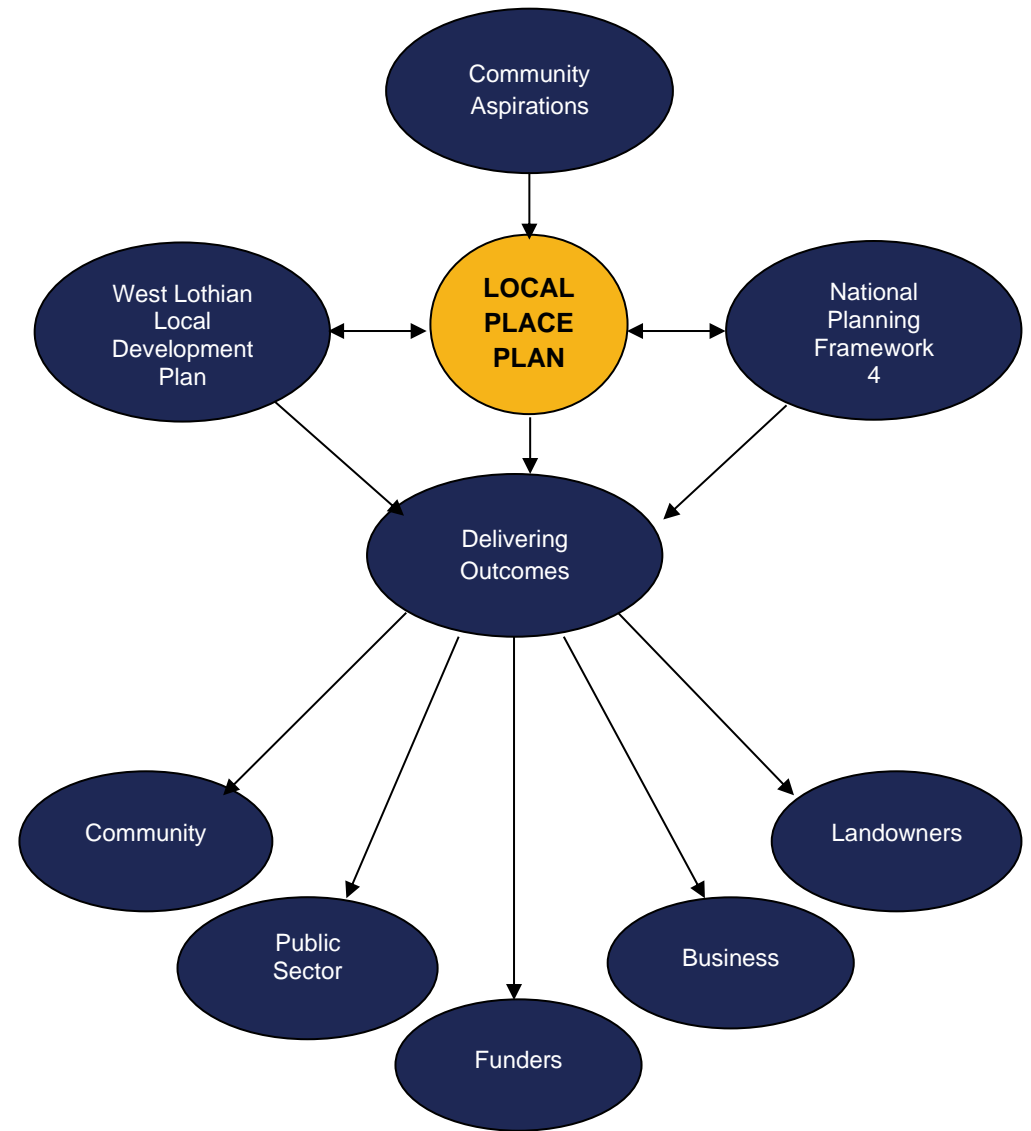 Community
Aspirations
West Lothian
Local
Development
Plan
LOCAL
PLACE
PLAN
National
Planning
Framework
4
Delivering
Outcomes
Community
Landowners
Public
Sector
Business
Funders